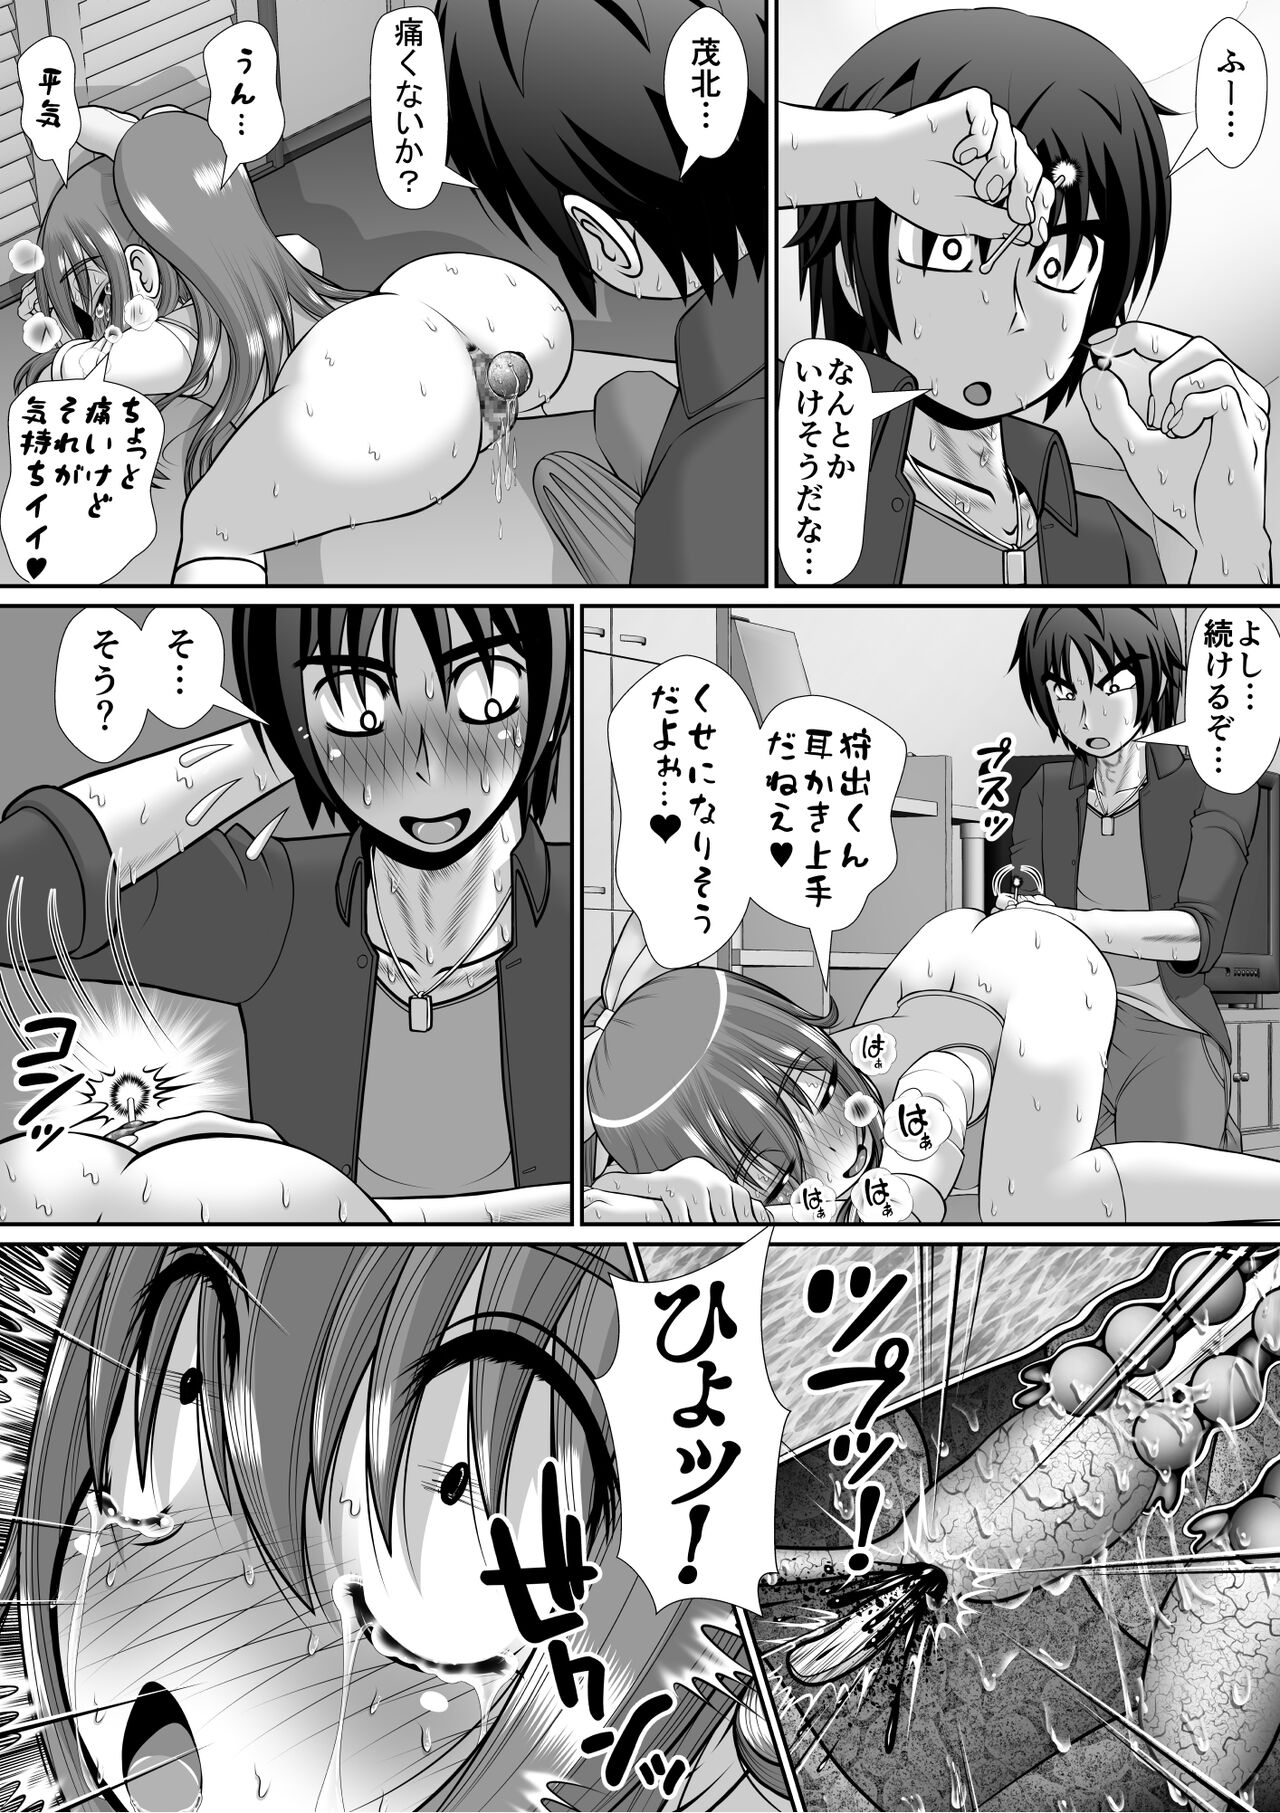 ふー…
なんとか
いけそうだな…
茂北…
痛くないか？
うん…
平気
ちょっと
痛いけど
それが
気持ちイイ♥
よし…
続けるぞ…
プスッ
狩出くん
耳かき上手
だねえ♥
くせになりそう
だよぉ…♥
はぁ
はぁ
はぁ
はぁ
そ…
そう？
コンッ
ツプッ！
ひょッ！
ビゼクンッ